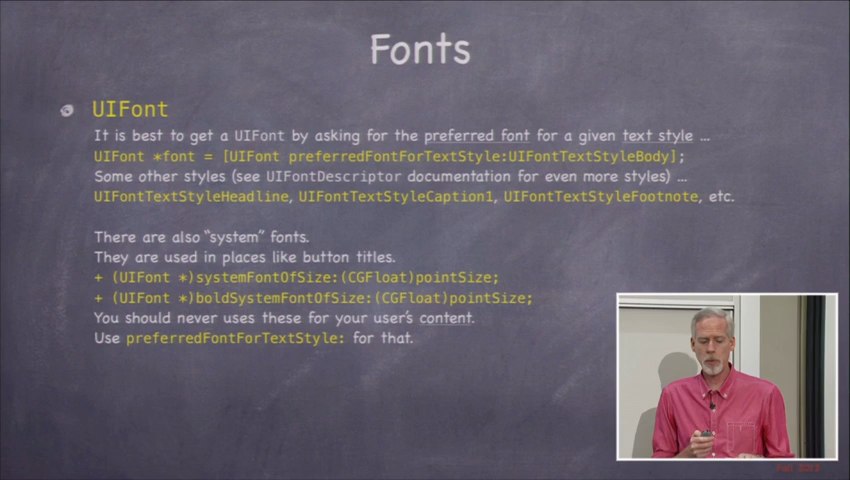 Fonts
UIFont
It is best to get a UIFont by asking for the preferred font for a given text style ...
UIFont *font = [UIFont preferredFontForTextStyle:UIFontTextStyleBody];
Some other styles (see UIFontDescriptor documentation for even more styles) ...
UIFontTextStyleHeadline, UIFontTextStyleCaption1, UIFontTextStyleFootnote, etc.
There are also “system” fonts.
They are used in places like button titles.
+ (UIFont *)systemFontOfSize:(CGFloat)pointSize;
+ (UIFont *)boldSystemFontOfSize:(CGFloat)pointSize;
You should never uses these for your user’s content.
Use preferredFontForTextStyle: for that.
Fall 2013